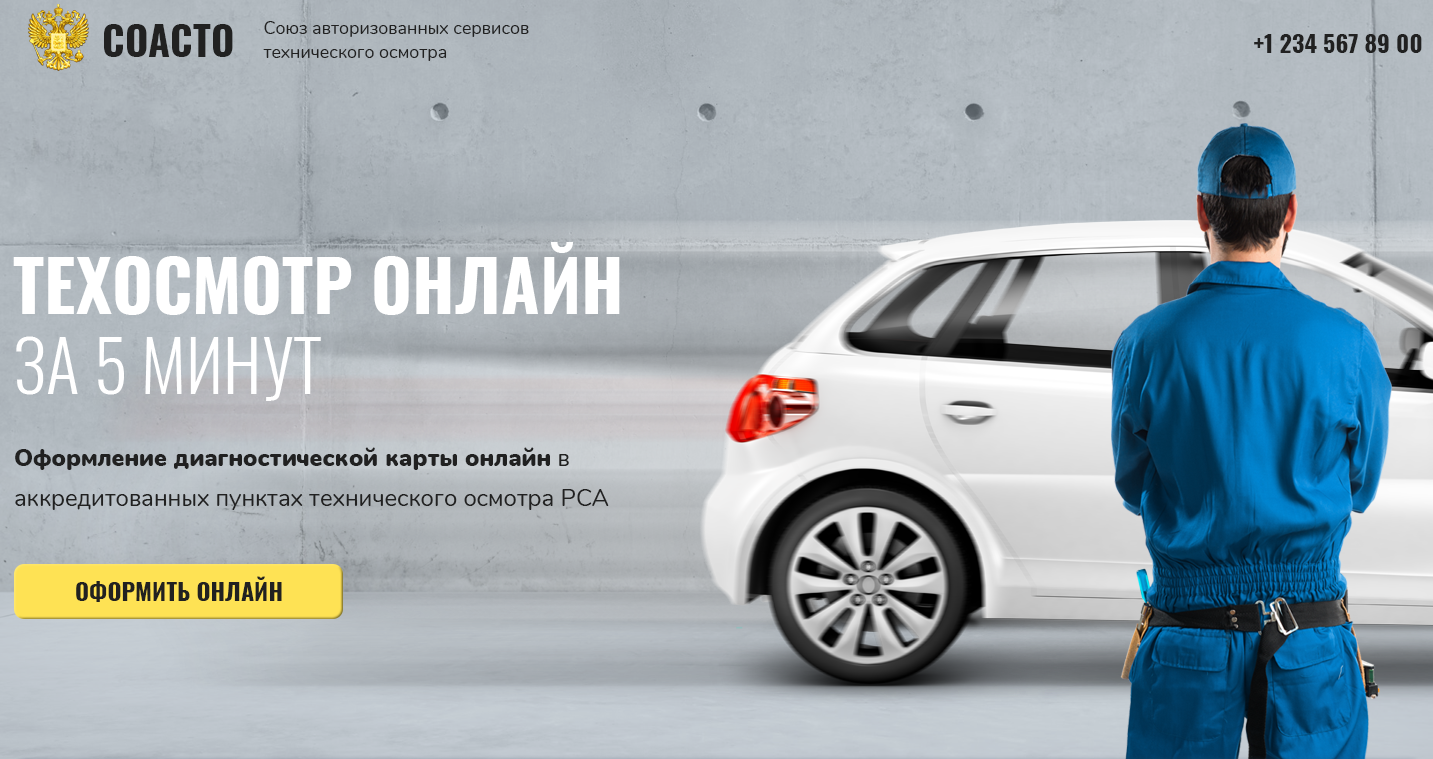 СОАСТО
Союз авторизованных сервисов
технического осмотра
+1 234 567 89 00
ТЕХОСМОТР ОНЛАЙН
ЗА 5 МИНУТ
Оформление диагностической карты онлайн в
аккредитованных пунктах технического осмотра РСА
ОФОРМИТЬ ОНЛАЙН